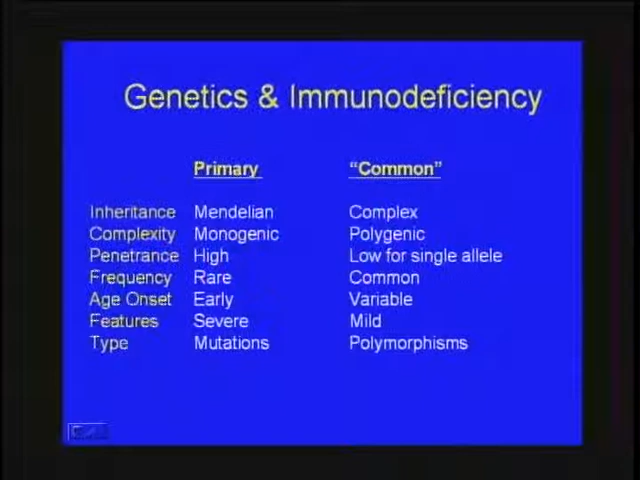 Genetics & Immunodeficiency
Primary “Common”
Inheritance Mendelian Complex
Complexity Monogenic Polygenic
Penetrance High Low for single allele
Frequency Rare Common
Age Onset Early Variable
Features Severe Mild
Type Mutations Polymorphisms